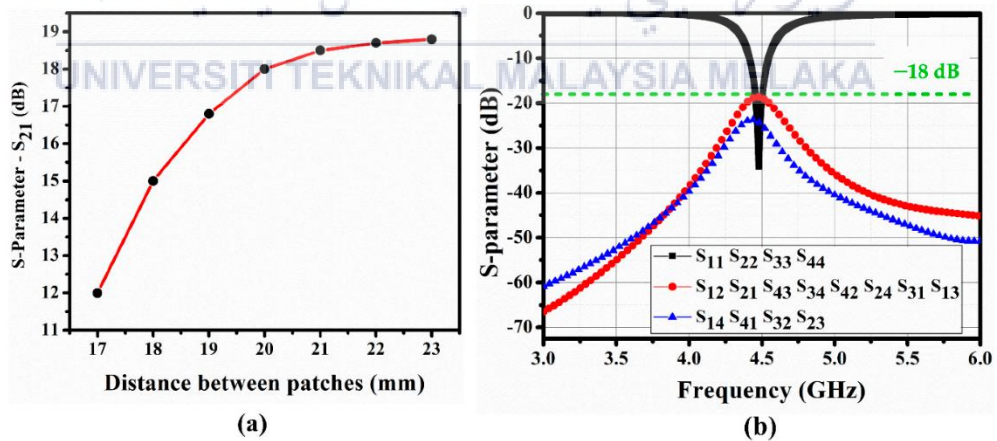 UNIVERSITI TEKNIKAL MALAYSIA MELAKA
S-Parameter - S21 (dB)
19
18
17
16
15
14
13
12
11
17 18 19 20 21 22 23
Distance between patches (mm)
(a)
S-parameter (dB)
0
-10
-20
-30
-40
-50
-60
-70
−18 dB
S11 S22 S33 S44
S12 S21 S43 S34 S42 S24 S31 S13
S14 S41 S32 S23
3.0 3.5 4.0 4.5 5.0 5.5 6.0
Frequency (GHz)
(b)